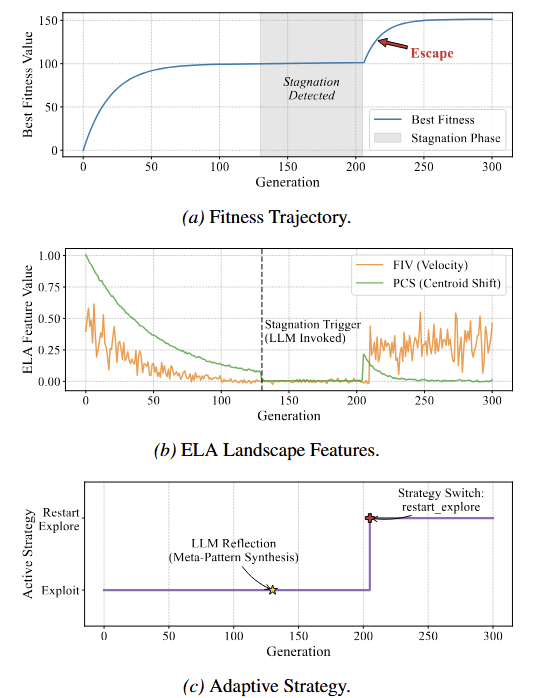 150
100
50
0
Best Fitness Value
Escape
Stagnation
Detected
Best Fitness
Stagnation Phase
0 50 100 150 200 250 300
Generation
(a) Fitness Trajectory.
1.00
0.75
0.50
0.25
0.00
ELA Feature Value
FIV (Velocity)
PCS (Centroid Shift)
Stagnation Trigger
(LLM Invoked)
0 50 100 150 200 250 300
Generation
(b) ELA Landscape Features.
Active Strategy
Restart
Explore
Exploit
Strategy Switch:
restart_explore
LLM Reflection
(Meta-Pattern Synthesis)
0 50 100 150 200 250 300
Generation
(c) Adaptive Strategy.